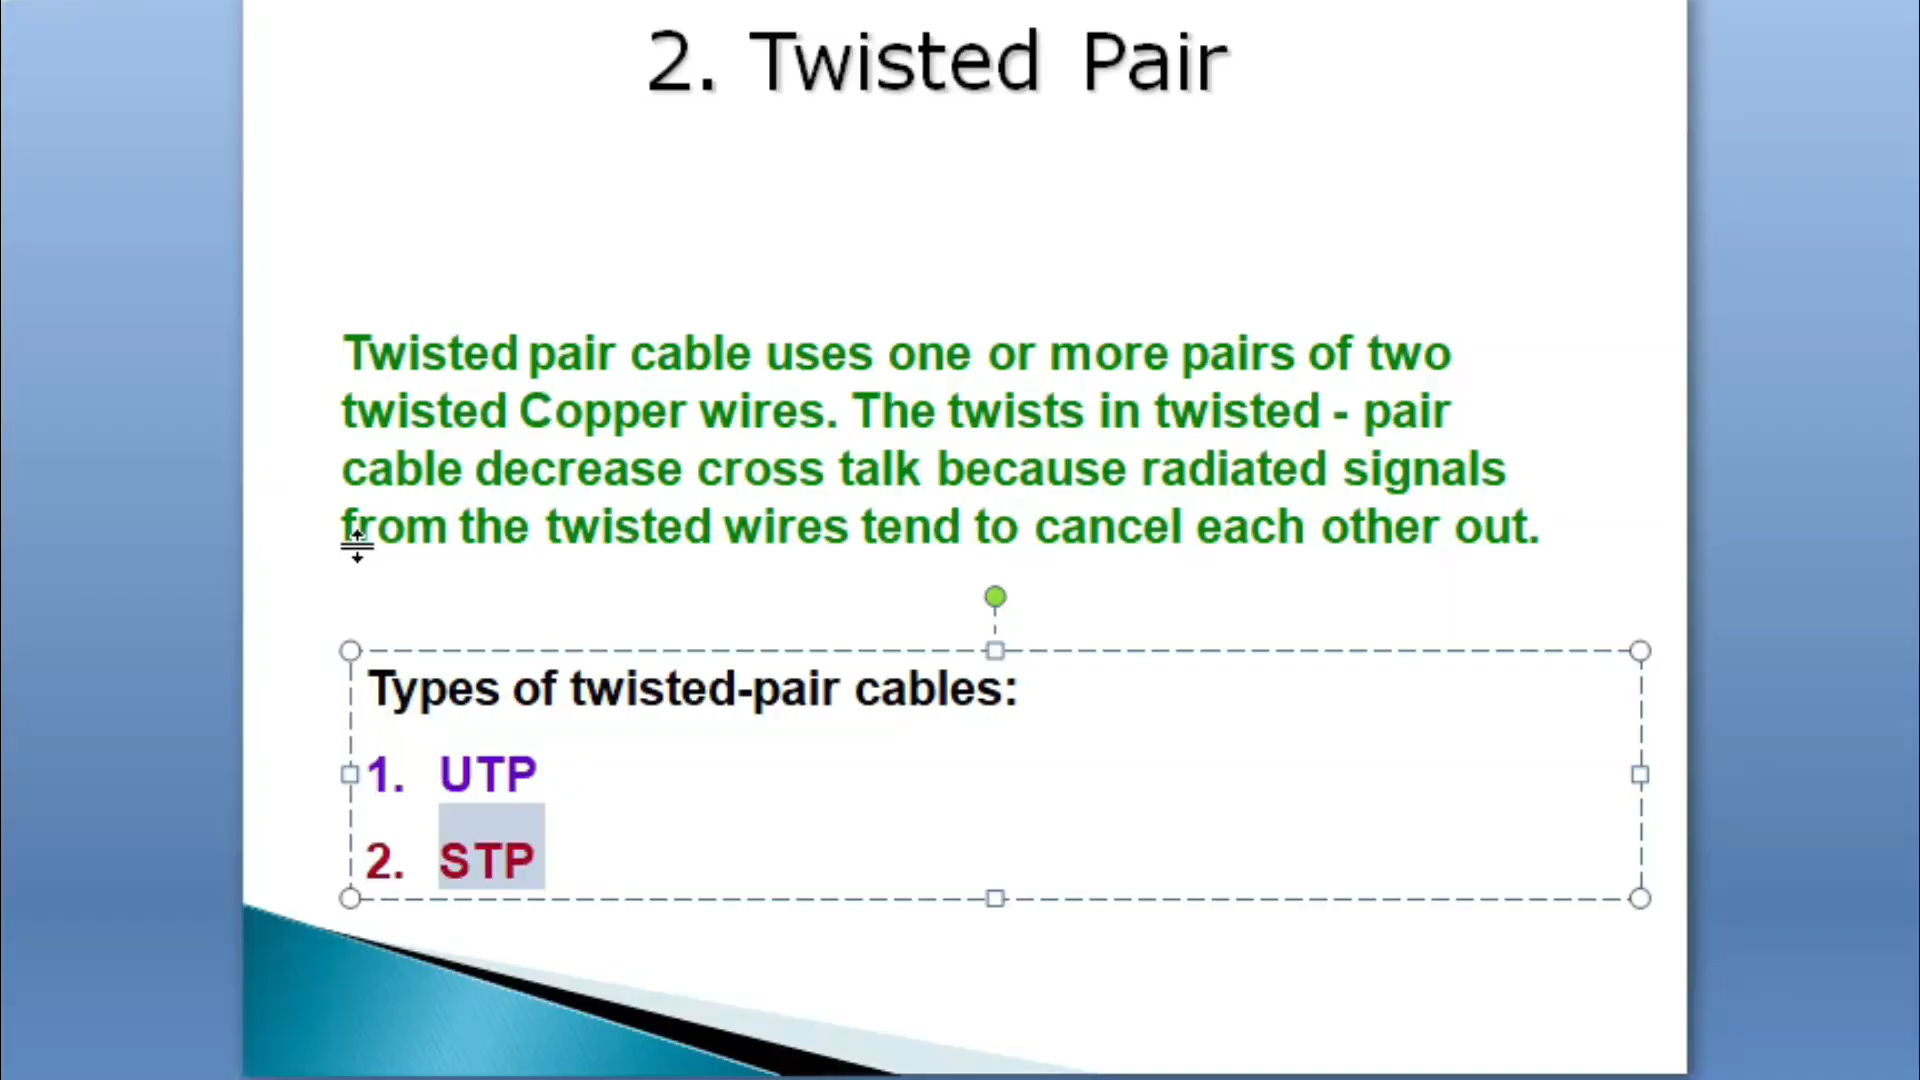 2. Twisted Pair
Twisted pair cable uses one or more pairs of two
twisted Copper wires. The twists in twisted - pair
cable decrease cross talk because radiated signals
from the twisted wires tend to cancel each other out.
Types of twisted-pair cables:
1. UTP
2. STP